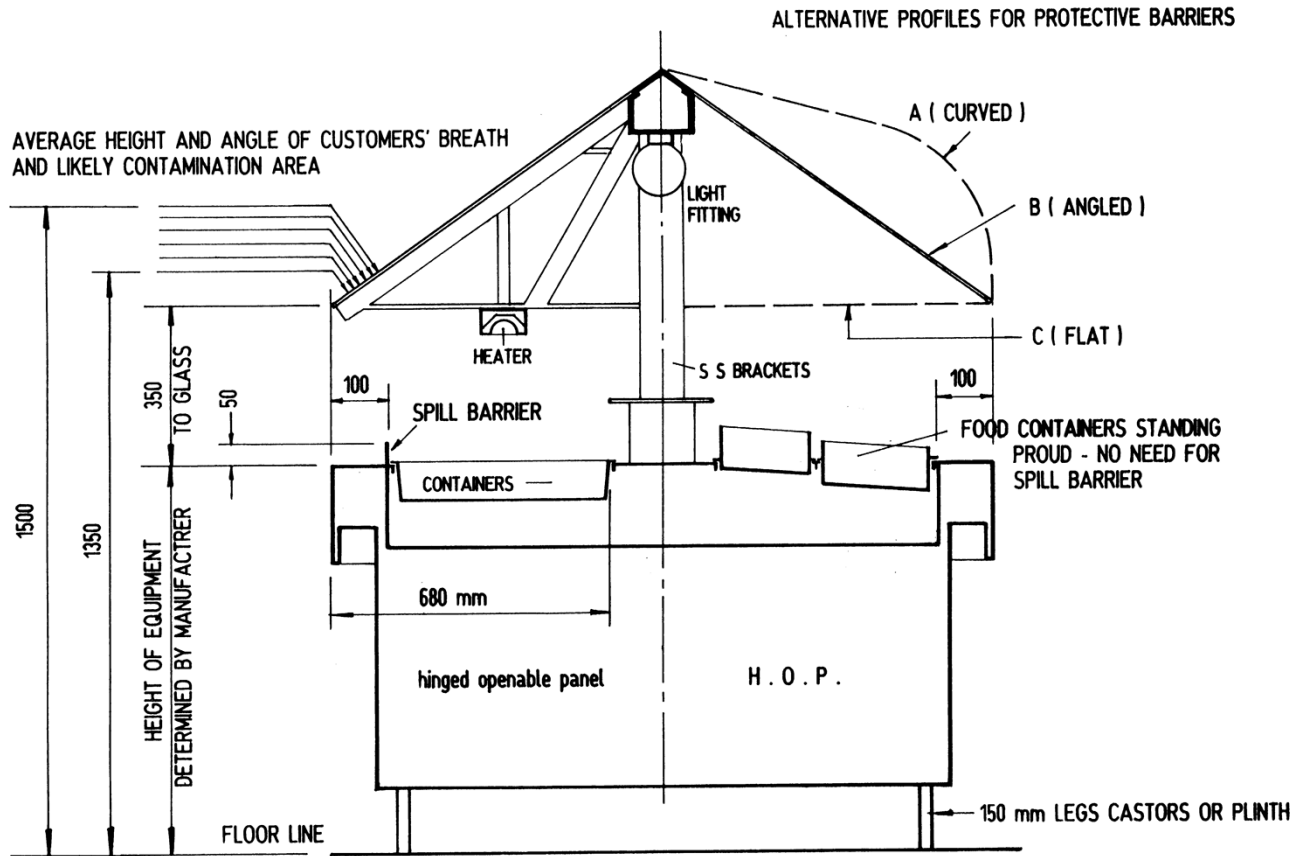 ALTERNATIVE PROFILES FOR PROTECTIVE BARRIERS
A ( CURVED )
AVERAGE HEIGHT AND ANGLE OF CUSTOMERS' BREATH
AND LIKELY CONTAMINATION AREA
LIGHT
FITTING
B ( ANGLED )
HEATER
C ( FLAT )
S S BRACKETS
350
TO GLASS
50
100
100
SPILL BARRIER
FOOD CONTAINERS STANDING
PROUD - NO NEED FOR
SPILL BARRIER
CONTAINERS
1500
1350
HEIGHT OF EQUIPMENT
DETERMINED BY MANUFACTRER
680 mm
hinged openable panel
H . O . P .
150 mm LEGS CASTORS OR PLINTH
FLOOR LINE